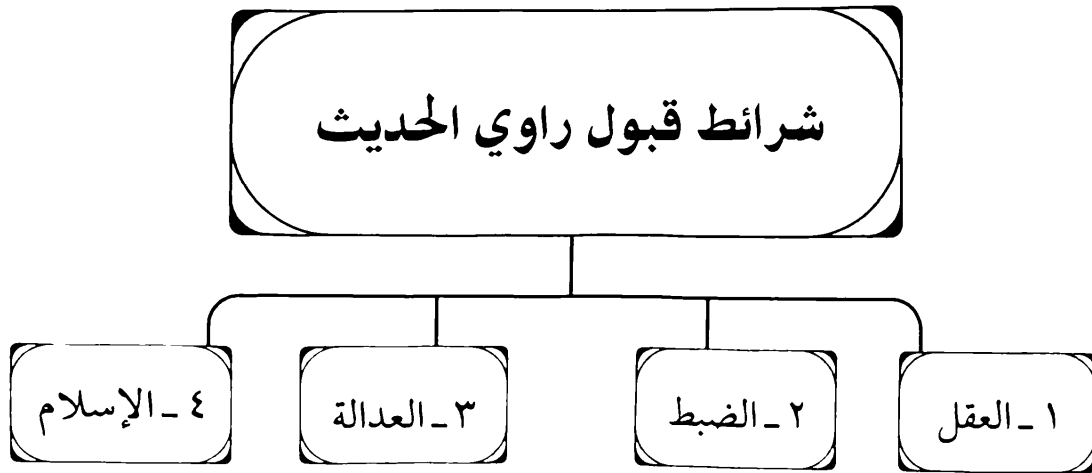 شرائط قبول راوي الحديث
١ ـ العقل
٢ ـ الضبط
٣ ـ العدالة
٤ ـ الإسلام